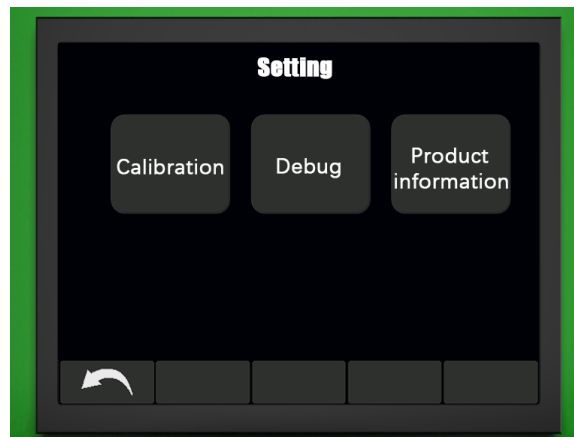 Setting
Calibration
Debug
Product
information